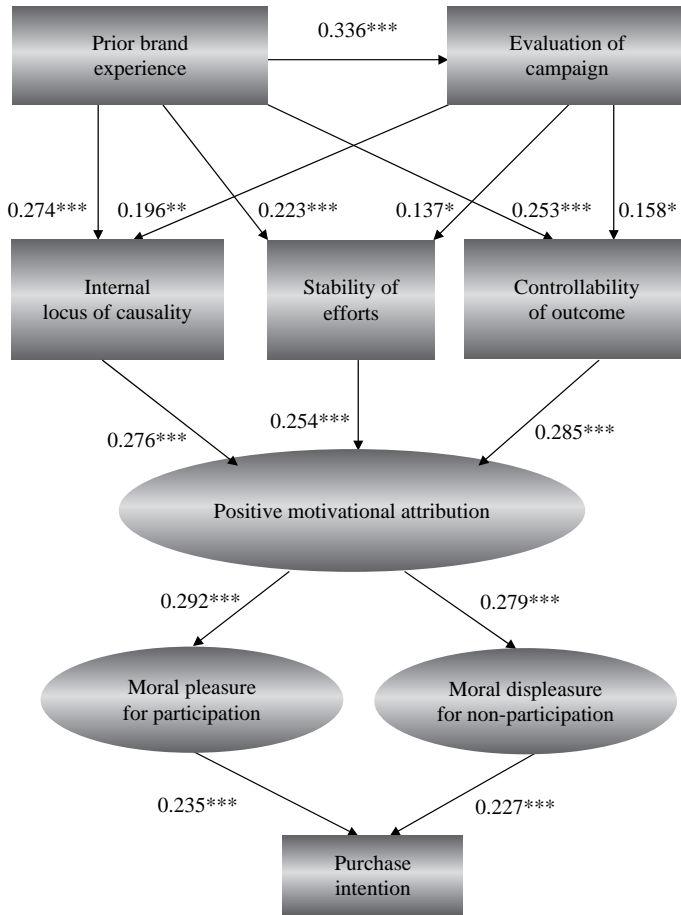 Prior brand
experience
0.336***
Evaluation of
campaign
0.274***
0.196**
0.223***
0.137*
0.253***
0.158*
Internal
locus of causality
Stability of
efforts
Controllability
of outcome
0.276***
0.254***
0.285***
Positive motivational attribution
0.292***
0.279***
Moral pleasure
for participation
Moral displeasure
for non-participation
0.235***
0.227***
Purchase
intention